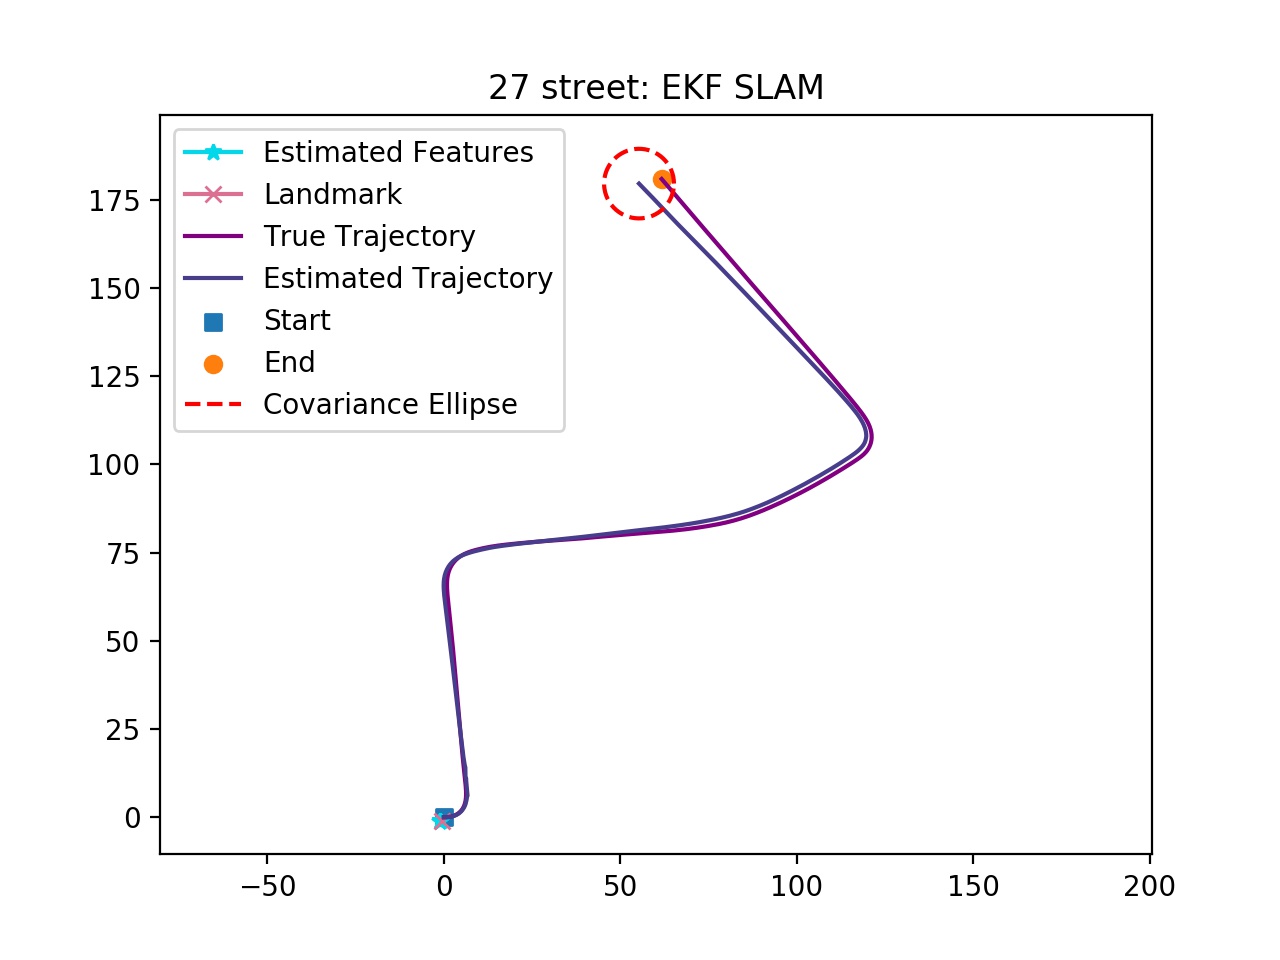 27 street: EKF SLAM
Estimated Features
Landmark
True Trajectory
Estimated Trajectory
Start
End
Covariance Ellipse
175
150
125
100
75
50
25
0
−50 0 50 100 150 200